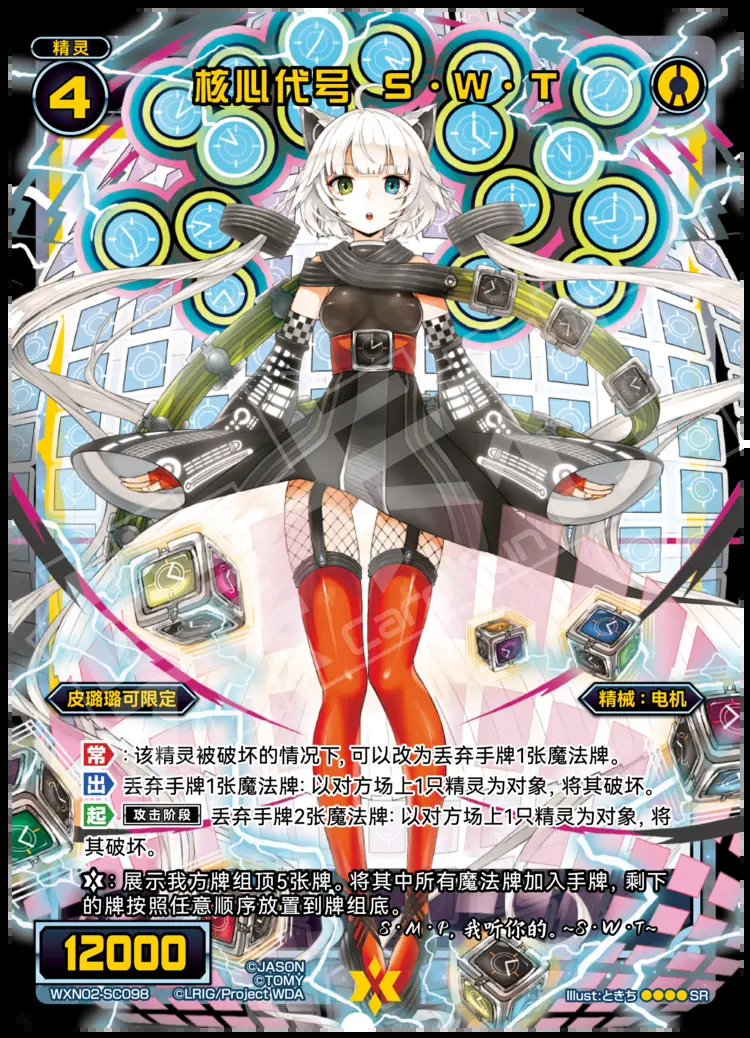 精灵
4
核心代号 S·W·T
皮璐璐可限定
精械：电机
常：该精灵被破坏的情况下，可以改为丢弃手牌1张魔法牌。
出 丢弃手牌1张魔法牌：以对方场上1只精灵为对象，将其破坏。
起 攻击阶段 丢弃手牌2张魔法牌：以对方场上1只精灵为对象，将
其破坏。
：展示我方牌组顶5张牌。将其中所有魔法牌加入手牌，剩下
的牌按照任意顺序放置到牌组底。
S·M·P，我听你的。~S·W·T~
12000
©JASON
©TOMY
WXN02-SC098 ©LRIG/Project WDA
Illust:ときち SR